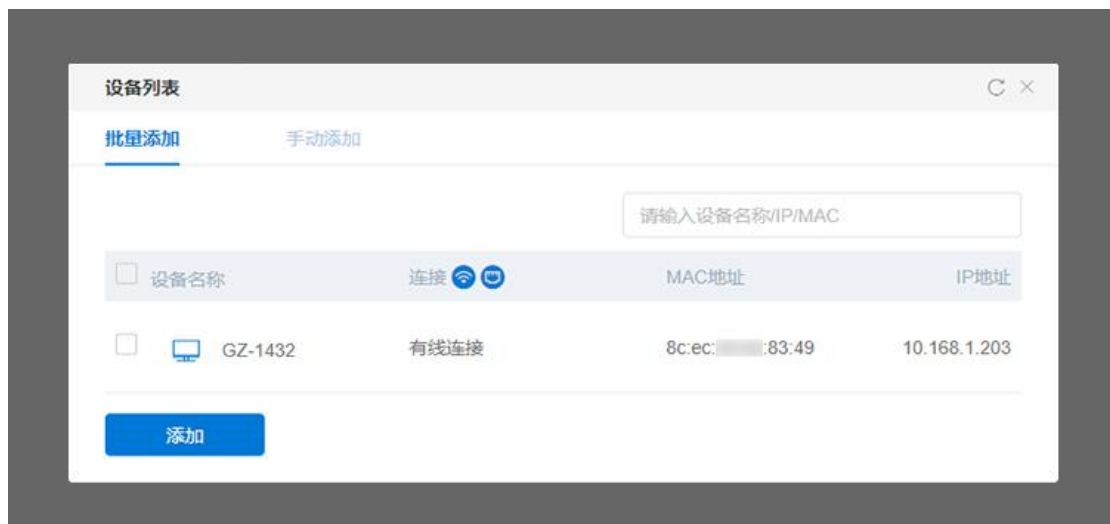 设备列表
批量添加 手动添加
请输入设备名称/IP/MAC
设备名称 连接 MAC地址 IP地址
GZ-1432 有线连接 8c:ec: :83:49 10.168.1.203
添加